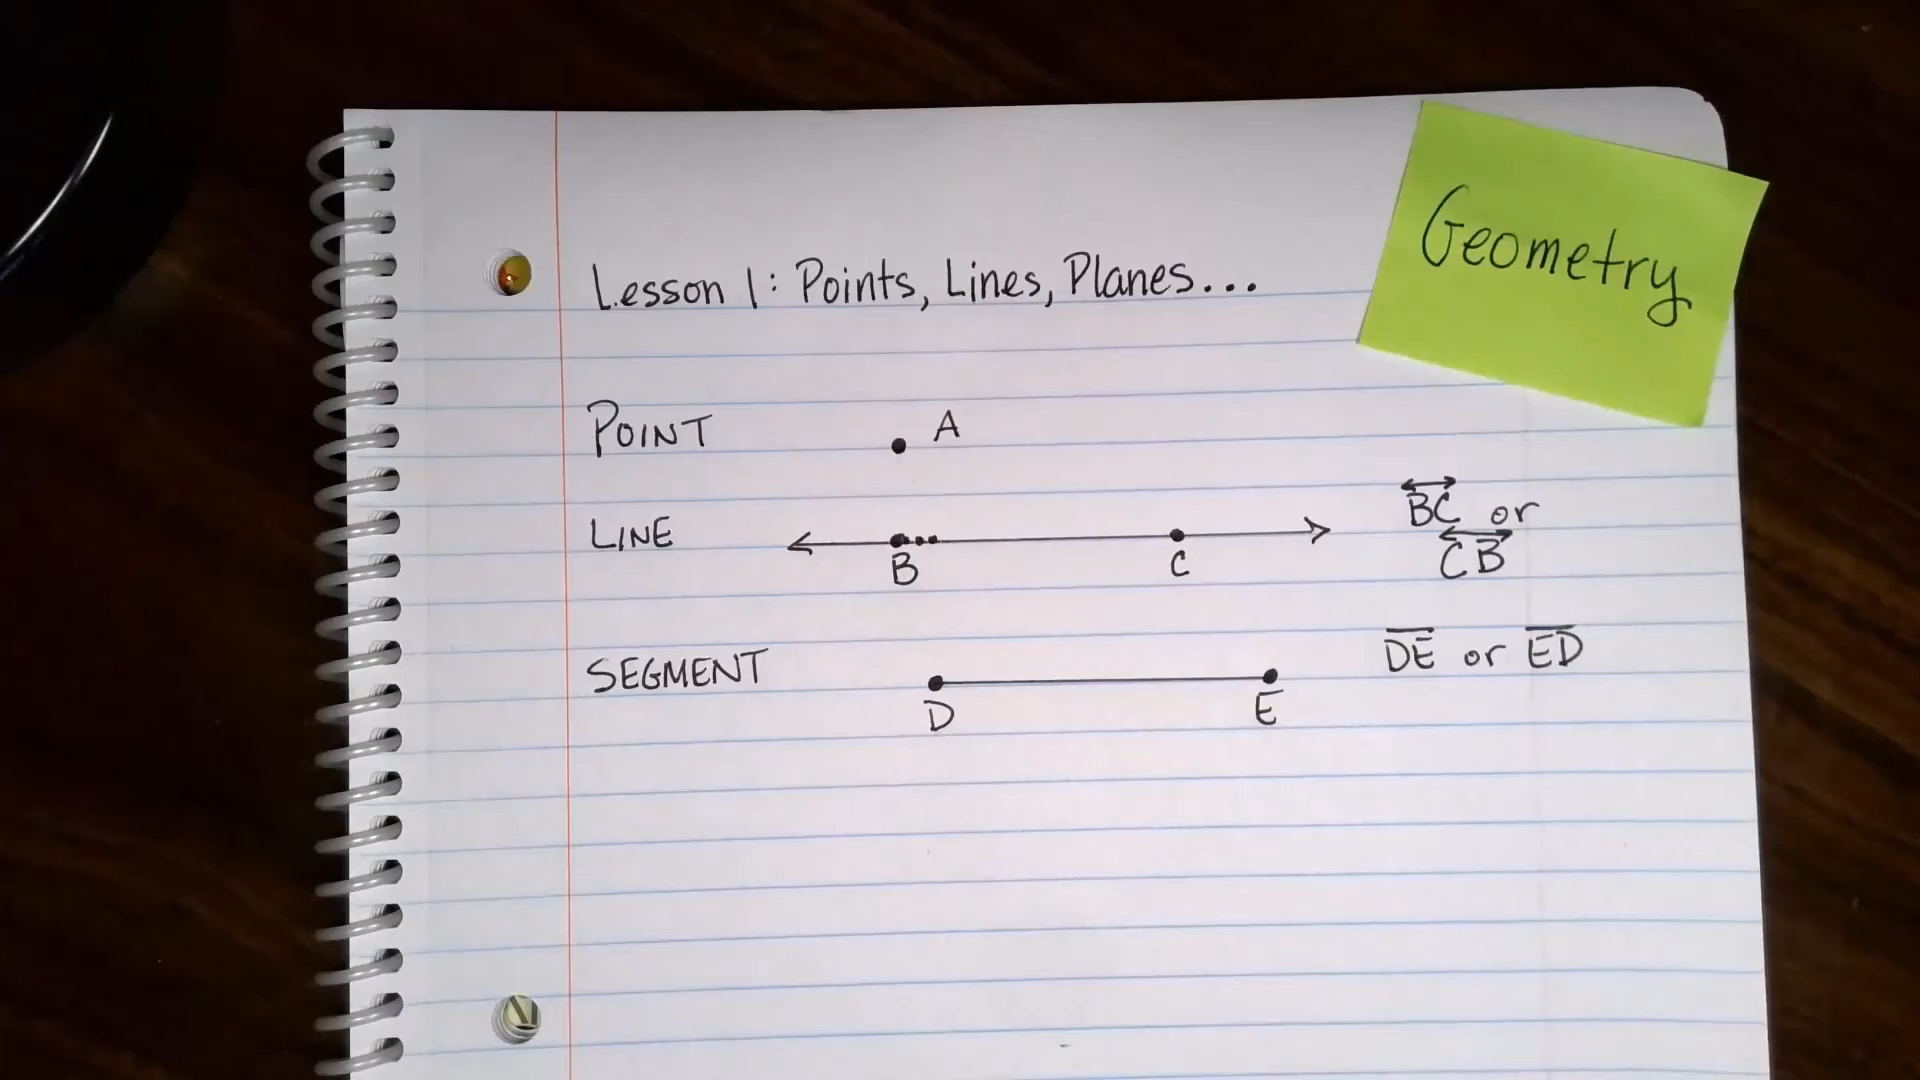 Geometry
Lesson 1: Points, Lines, Planes...
POINT A
LINE B C BC or
CB
SEGMENT D E DE or ED